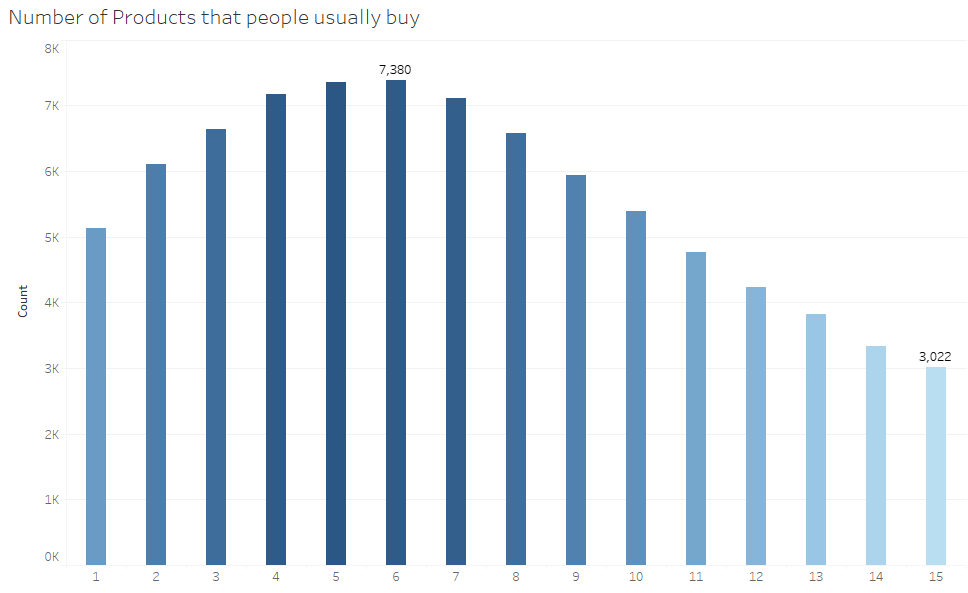 Number of Products that people usually buy
8K
7,380
7K
6K
5K
Count
4K
3,022
3K
2K
1K
0K
1 2 3 4 5 6 7 8 9 10 11 12 13 14 15